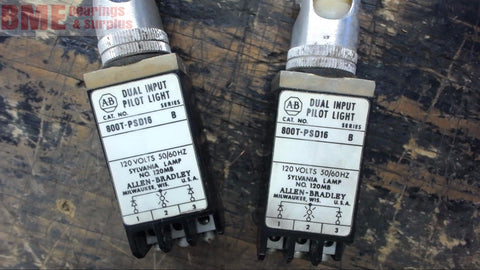 BME bearings & surplus
A-B DUAL INPUT
PILOT LIGHT
CAT. NO. SERIES
800T-PSD16 B
120 VOLTS 50/60HZ
SYLVANIA LAMP
NO. 120MB
ALLEN-BRADLEY
MILWAUKEE, WIS. U.S.A.
1 2 3
A-B DUAL INPUT
PILOT LIGHT
CAT. NO. SERIES
800T-PSD16 B
120 VOLTS 50/60HZ
SYLVANIA LAMP
NO. 120MB
ALLEN-BRADLEY
MILWAUKEE, WIS. U.S.A.
1 2 3